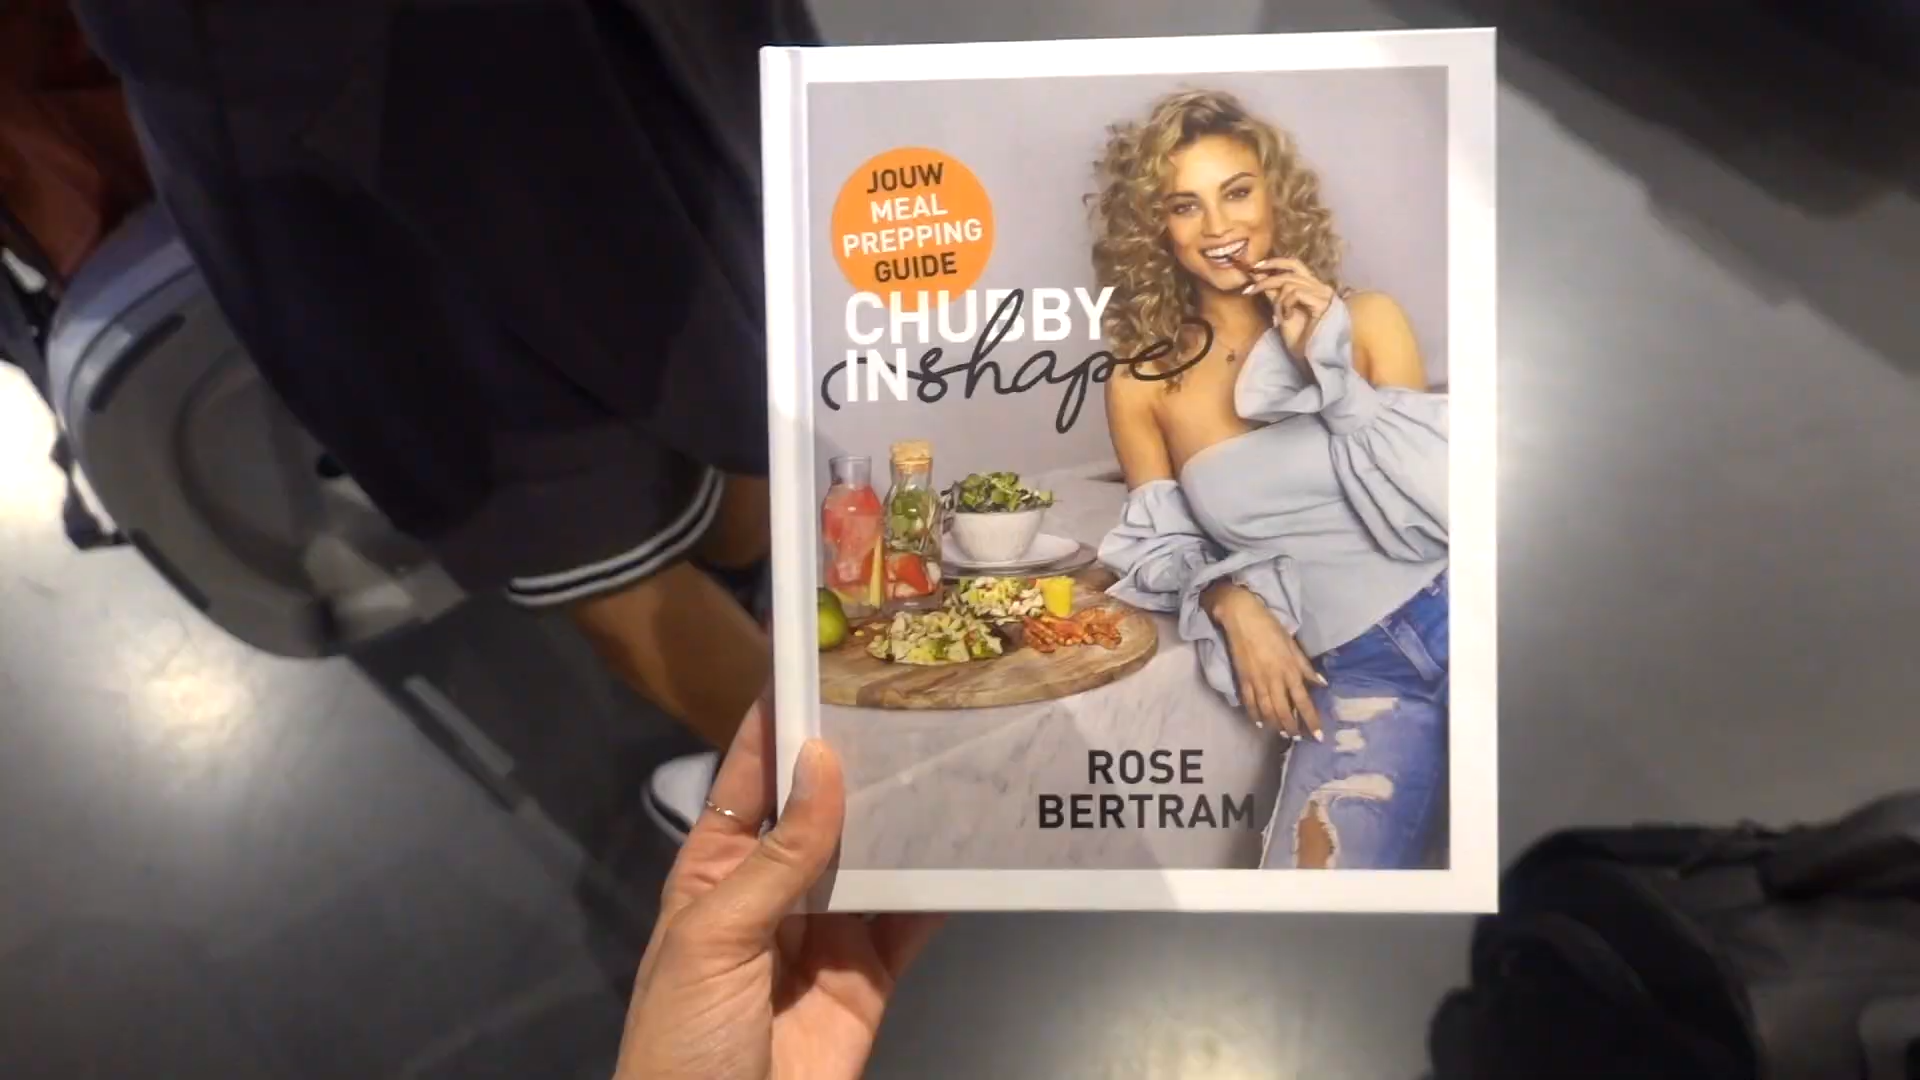 JOUW
MEAL
PREPPING
GUIDE
CHUBBY
IN shape
ROSE
BERTRAM